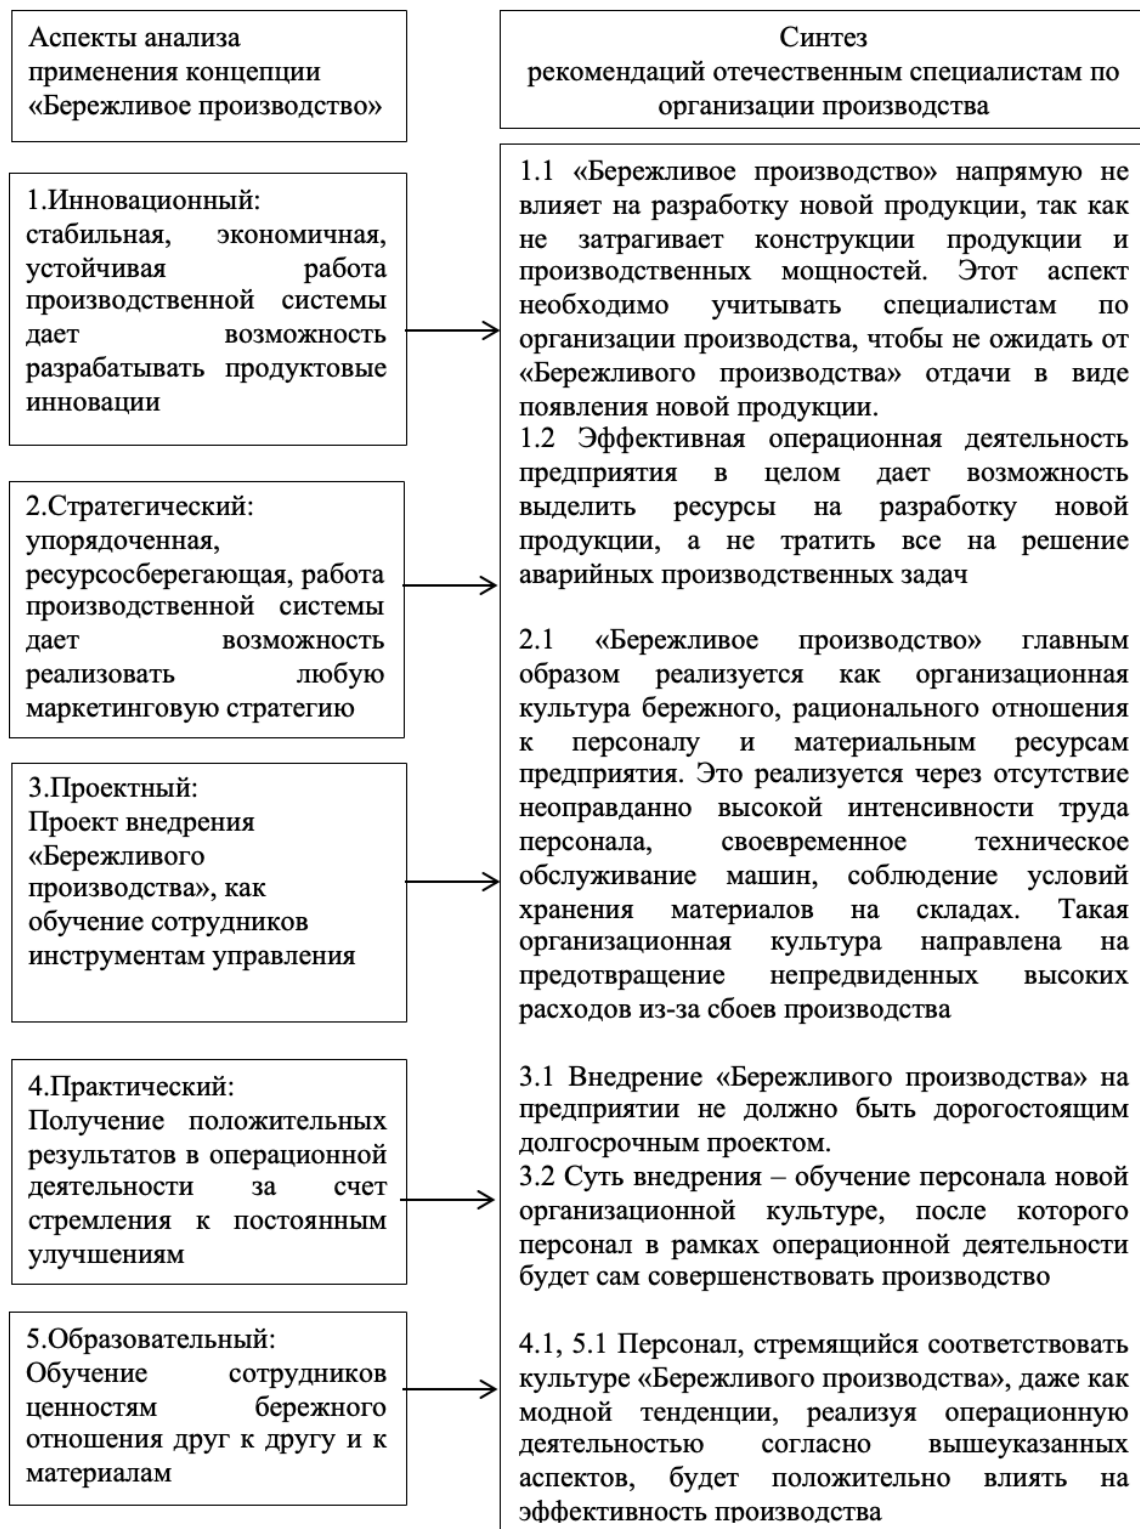 Аспекты анализа
применения концепции
«Бережливое производство»
Синтез
рекомендаций отечественным специалистам по
организации производства
1.Инновационный:
стабильная, экономичная,
устойчивая работа
производственной системы
дает возможность
разрабатывать продуктовые
инновации
2.Стратегический:
упорядоченная,
ресурсосберегающая, работа
производственной системы
дает возможность
реализовать любую
маркетинговую стратегию
3.Проектный:
Проект внедрения
«Бережливого
производства», как
обучение сотрудников
инструментам управления
4.Практический:
Получение положительных
результатов в операционной
деятельности за счет
стремления к постоянным
улучшениям
5.Образовательный:
Обучение сотрудников
ценностям бережного
отношения друг к другу и к
материалам
1.1 «Бережливое производство» напрямую не
влияет на разработку новой продукции, так как
не затрагивает конструкции продукции и
производственных мощностей. Этот аспект
необходимо учитывать специалистам по
организации производства, чтобы не ожидать от
«Бережливого производства» отдачи в виде
появления новой продукции.
1.2 Эффективная операционная деятельность
предприятия в целом дает возможность
выделить ресурсы на разработку новой
продукции, а не тратить все на решение
аварийных производственных задач
2.1 «Бережливое производство» главным
образом реализуется как организационная
культура бережного, рационального отношения
к персоналу и материальным ресурсам
предприятия. Это реализуется через отсутствие
неоправданно высокой интенсивности труда
персонала, своевременное техническое
обслуживание машин, соблюдение условий
хранения материалов на складах. Такая
организационная культура направлена на
предотвращение непредвиденных высоких
расходов из-за сбоев производства
3.1 Внедрение «Бережливого производства» на
предприятии не должно быть дорогостоящим
долгосрочным проектом.
3.2 Суть внедрения – обучение персонала новой
организационной культуре, после которого
персонал в рамках операционной деятельности
будет сам совершенствовать производство
4.1, 5.1 Персонал, стремящийся соответствовать
культуре «Бережливого производства», даже как
модной тенденции, реализуя операционную
деятельностью согласно вышеуказанных
аспектов, будет положительно влиять на
эффективность производства